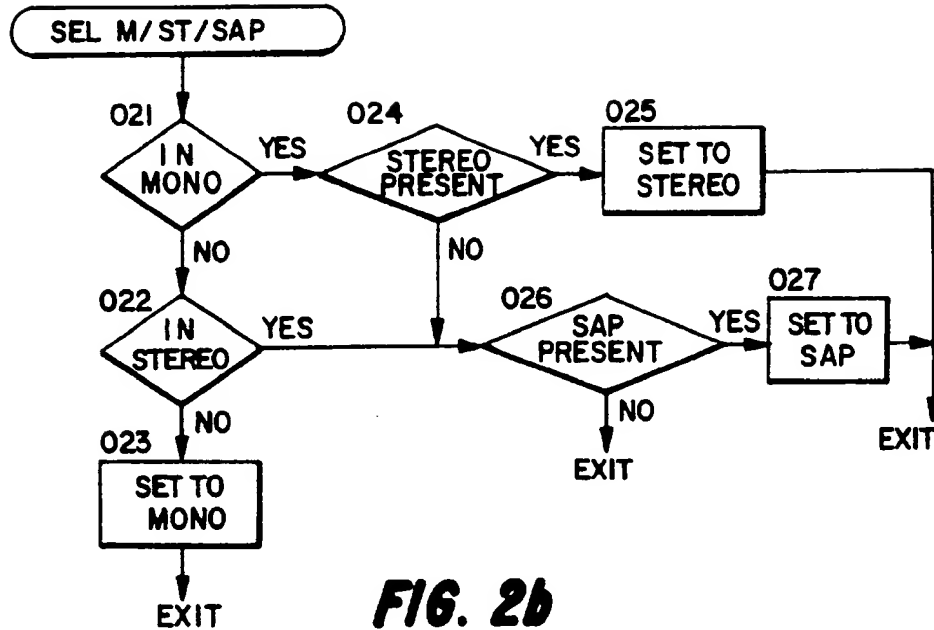 SEL M/ST/SAP
021
IN
MONO
YES
024
STEREO
PRESENT
YES
025
SET TO
STEREO
NO
NO
022
IN
STEREO
YES
026
SAP
PRESENT
YES
027
SET TO
SAP
NO
NO
EXIT
EXIT
023
SET TO
MONO
EXIT
FIG. 2b